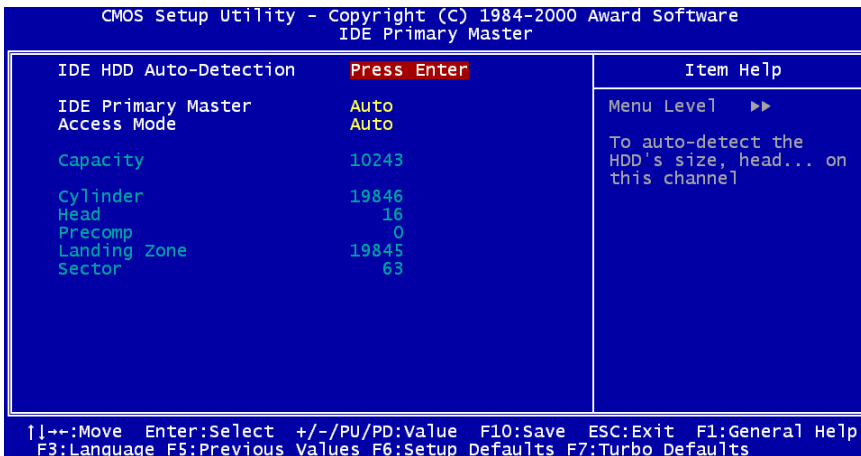 CMOS Setup Utility - Copyright (C) 1984-2000 Award Software
IDE Primary Master
IDE HDD Auto-Detection Press Enter
IDE Primary Master Auto
Access Mode Auto
Capacity 10243
Cylinder 19846
Head 16
Precomp 0
Landing Zone 19845
Sector 63
Item Help
Menu Level ►►
To auto-detect the
HDD's size, head... on
this channel
↑↓→←:Move Enter:Select +/-/PU/PD:Value F10:Save ESC:Exit F1:General Help
F3:Language F5:Previous Values F6:Setup Defaults F7:Turbo Defaults